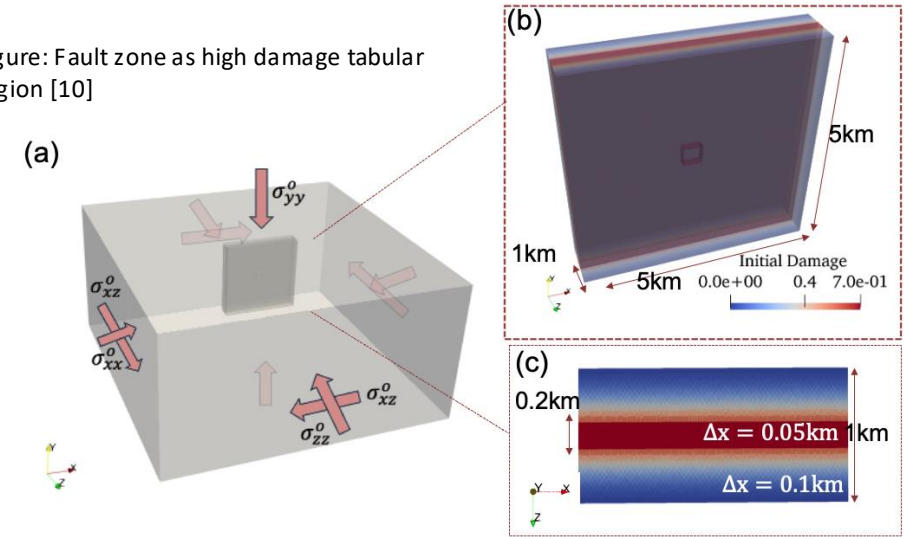 gure: Fault zone as high damage tabular
gion [10]
(a)
σ°yy
σ°xz
σ°xx
σ°xz
σ°zz
Y
X
Z
(b)
5km
1km
5km
Initial Damage
0.0e+00 0.4 7.0e-01
Y
X
Z
(c)
0.2km
Δx = 0.05km
1km
Δx = 0.1km
Y
X
Z